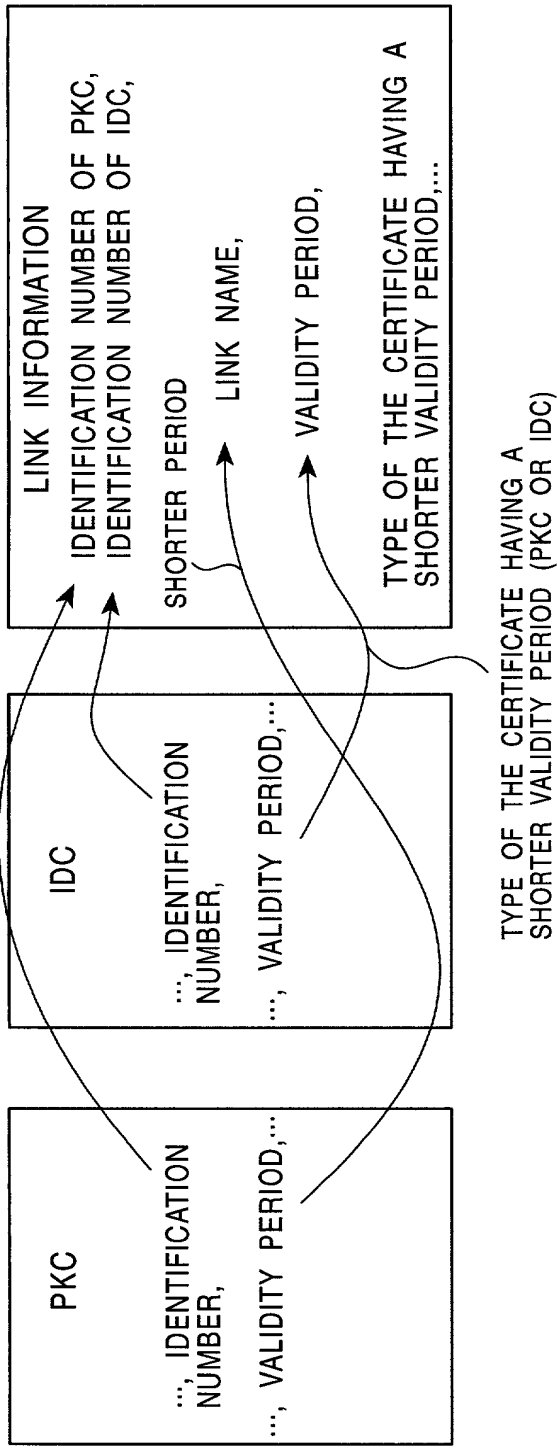 PKC
…, IDENTIFICATION
NUMBER,
…, VALIDITY PERIOD,…
IDC
…, IDENTIFICATION
NUMBER,
…, VALIDITY PERIOD,…
LINK INFORMATION
IDENTIFICATION NUMBER OF PKC,
IDENTIFICATION NUMBER OF IDC,
SHORTER PERIOD
LINK NAME,
VALIDITY PERIOD,
TYPE OF THE CERTIFICATE HAVING A
SHORTER VALIDITY PERIOD,…
TYPE OF THE CERTIFICATE HAVING A
SHORTER VALIDITY PERIOD (PKC OR IDC)